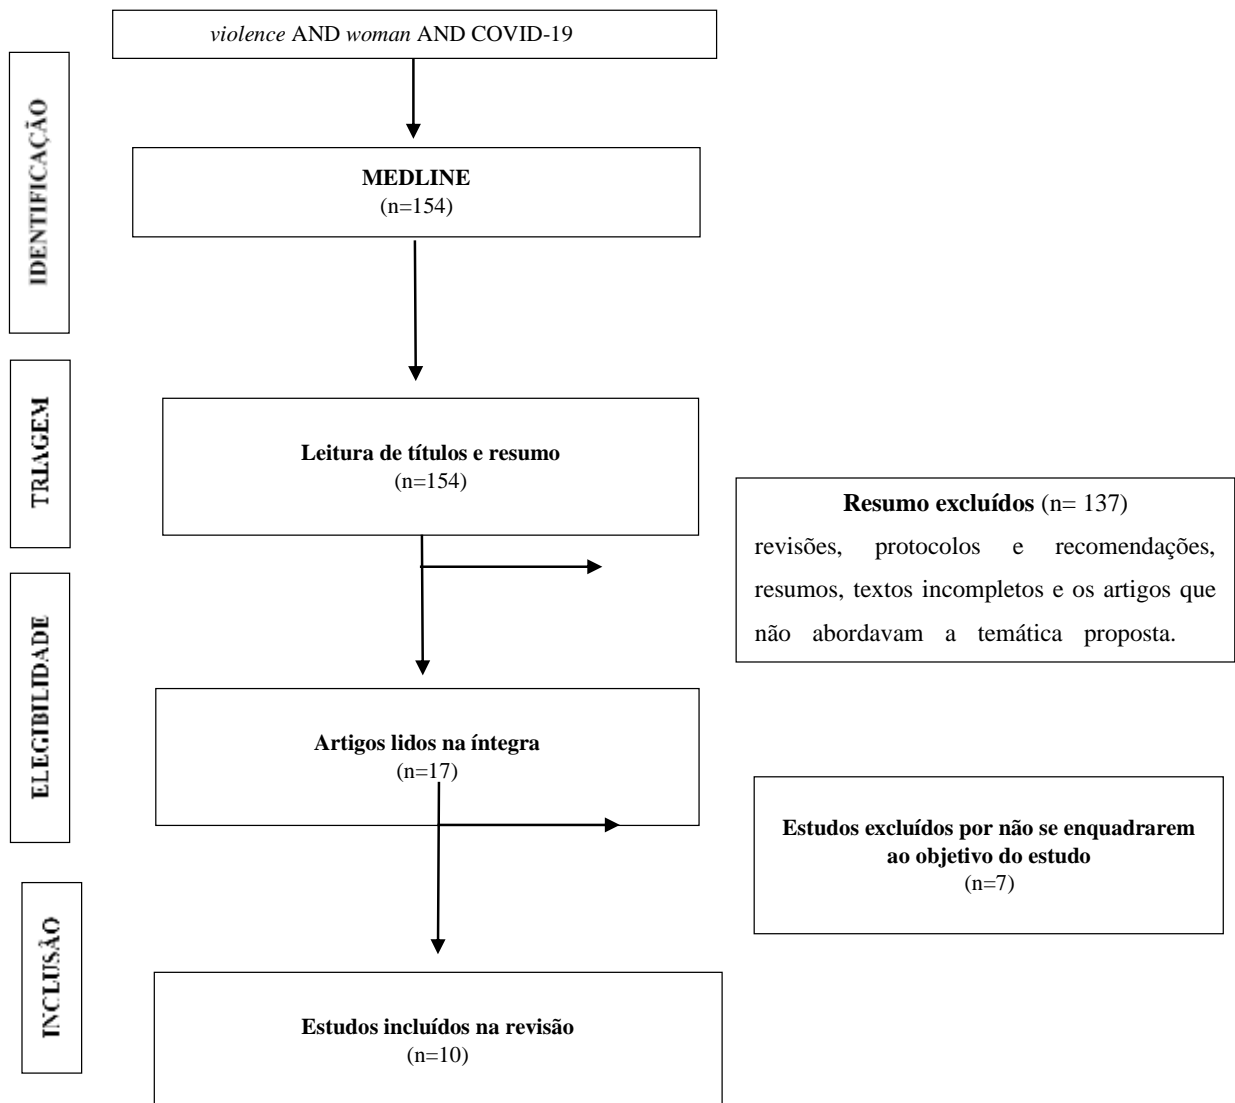 violence AND woman AND COVID-19
IDENTIFICAÇÃO
MEDLINE
(n=154)
TRIAGEM
Leitura de títulos e resumo
(n=154)
Resumo excluídos (n= 137)
revisões, protocolos e recomendações,
resumos, textos incompletos e os artigos que
não abordavam a temática proposta.
ELEGIBILIDADE
Artigos lidos na íntegra
(n=17)
Estudos excluídos por não se enquadrarem
ao objetivo do estudo
(n=7)
INCLUSÃO
Estudos incluídos na revisão
(n=10)